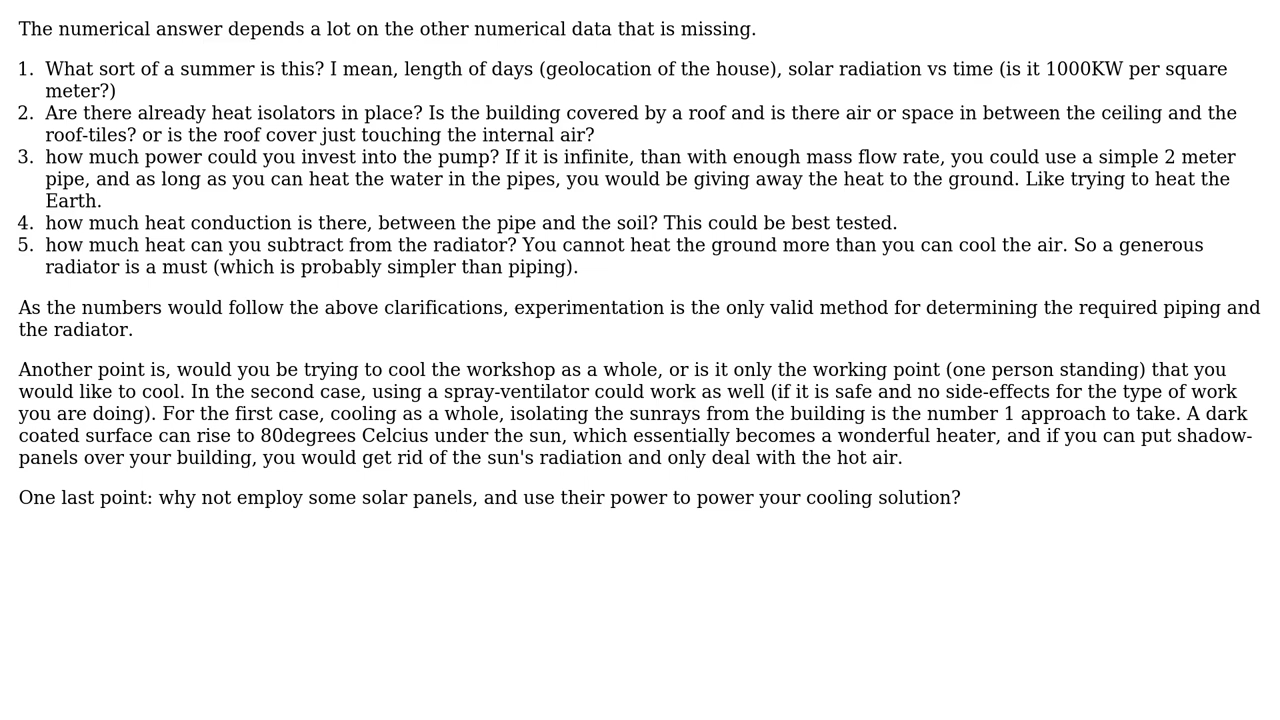 The numerical answer depends a lot on the other numerical data that is missing.
1. What sort of a summer is this? I mean, length of days (geolocation of the house), solar radiation vs time (is it 1000KW per square
meter?)
2. Are there already heat isolators in place? Is the building covered by a roof and is there air or space in between the ceiling and the
roof-tiles? or is the roof cover just touching the internal air?
3. how much power could you invest into the pump? If it is infinite, than with enough mass flow rate, you could use a simple 2 meter
pipe, and as long as you can heat the water in the pipes, you would be giving away the heat to the ground. Like trying to heat the
Earth.
4. how much heat conduction is there, between the pipe and the soil? This could be best tested.
5. how much heat can you subtract from the radiator? You cannot heat the ground more than you can cool the air. So a generous
radiator is a must (which is probably simpler than piping).
As the numbers would follow the above clarifications, experimentation is the only valid method for determining the required piping and
the radiator.
Another point is, would you be trying to cool the workshop as a whole, or is it only the working point (one person standing) that you
would like to cool. In the second case, using a spray-ventilator could work as well (if it is safe and no side-effects for the type of work
you are doing). For the first case, cooling as a whole, isolating the sunrays from the building is the number 1 approach to take. A dark
coated surface can rise to 80degrees Celcius under the sun, which essentially becomes a wonderful heater, and if you can put shadow-
panels over your building, you would get rid of the sun's radiation and only deal with the hot air.
One last point: why not employ some solar panels, and use their power to power your cooling solution?